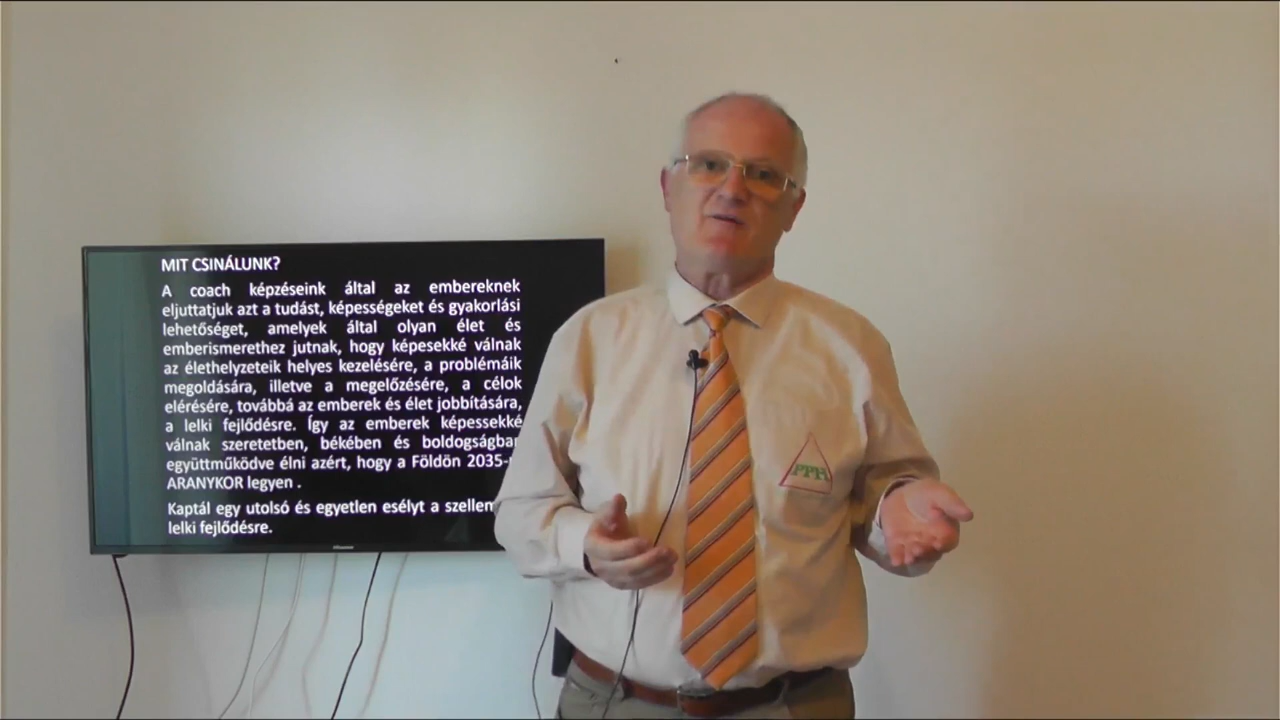 MIT CSINÁLUNK?
A coach képzéseink által az embereknek
eljuttatjuk azt a tudást, képességeket és gyakorlási
lehetőséget, amelyek által olyan élet és
emberismerethez jutnak, hogy képesekké válnak
az élethelyzeteik helyes kezelésére, a problémáik
megoldására, illetve a megelőzésére, a célok
elérésére, továbbá az emberek és élet jobbítására,
a lelki fejlődésre. Így az emberek képessekké
válnak szeretetben, békében és boldogságban
együttműködve élni azért, hogy a Földön 2035-
ARANYKOR legyen .
Kaptál egy utolsó és egyetlen esélyt a
lelki fejlődésre.
Hisense
PPH